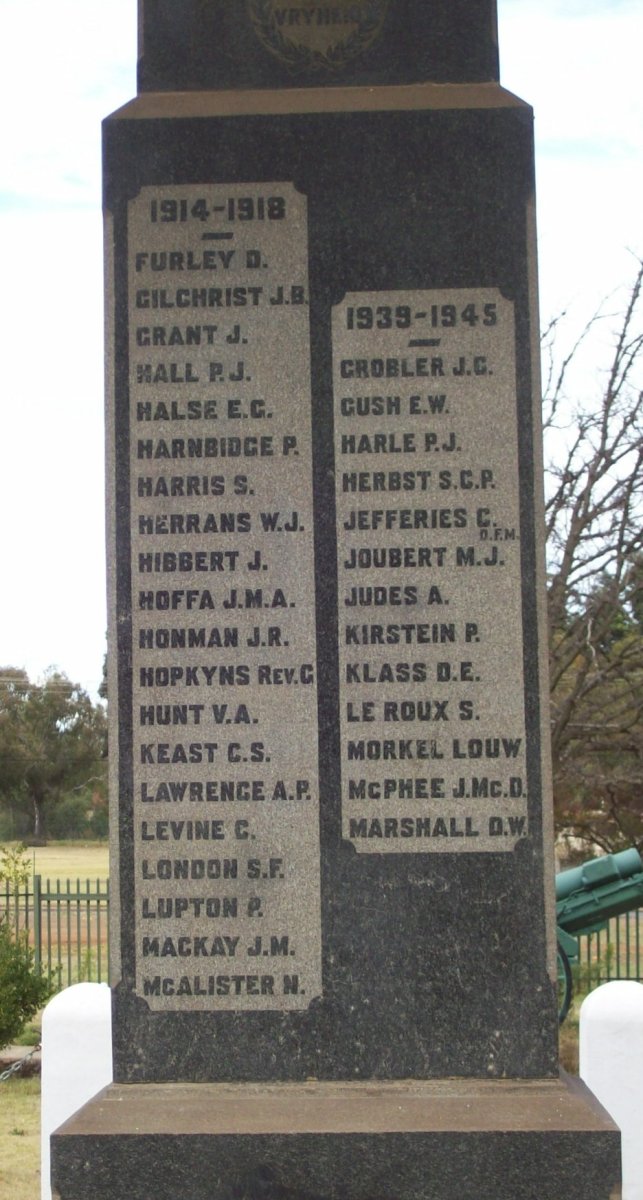 VRYHEID
1914-1918
FURLEY D.
GILCHRIST J.B.
GRANT J.
HALL P.J.
HALSE E.G.
HARNBIDGE P.
HARRIS S.
HERRANS W.J.
HIBBERT J.
HOFFA J.M.A.
HONMAN J.R.
HOPKYNS REV. C
HUNT V.A.
KEAST C.S.
LAWRENCE A.P.
LEVINE C.
LONDON S.F.
LUPTON P.
MACKAY J.M.
MCALISTER N.
1939-1945
GROBLER J.G.
GUSH E.W.
HARLE P.J.
HERBST S.C.P.
JEFFERIES C.
D.F.M.
JOUBERT M.J.
JUDES A.
KIRSTEIN P.
KLASS D.E.
LE ROUX S.
MORKEL LOUW
MCPHEE J.MC.D.
MARSHALL D.W.